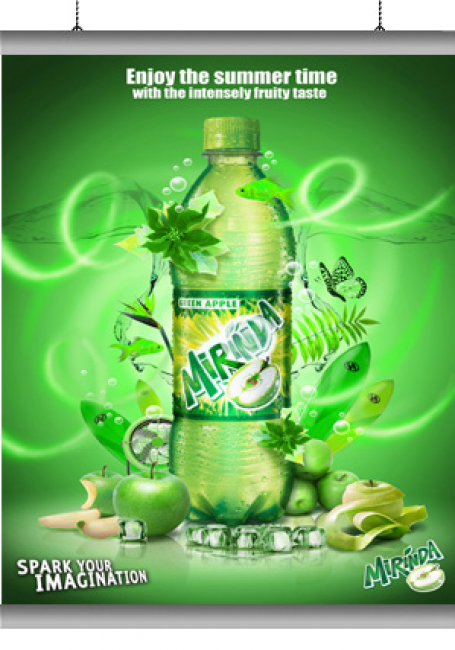 Enjoy the summer time
with the intensely fruity taste
GREEN APPLE
MIRINDA
SPARK YOUR
IMAGINATION
MIRINDA